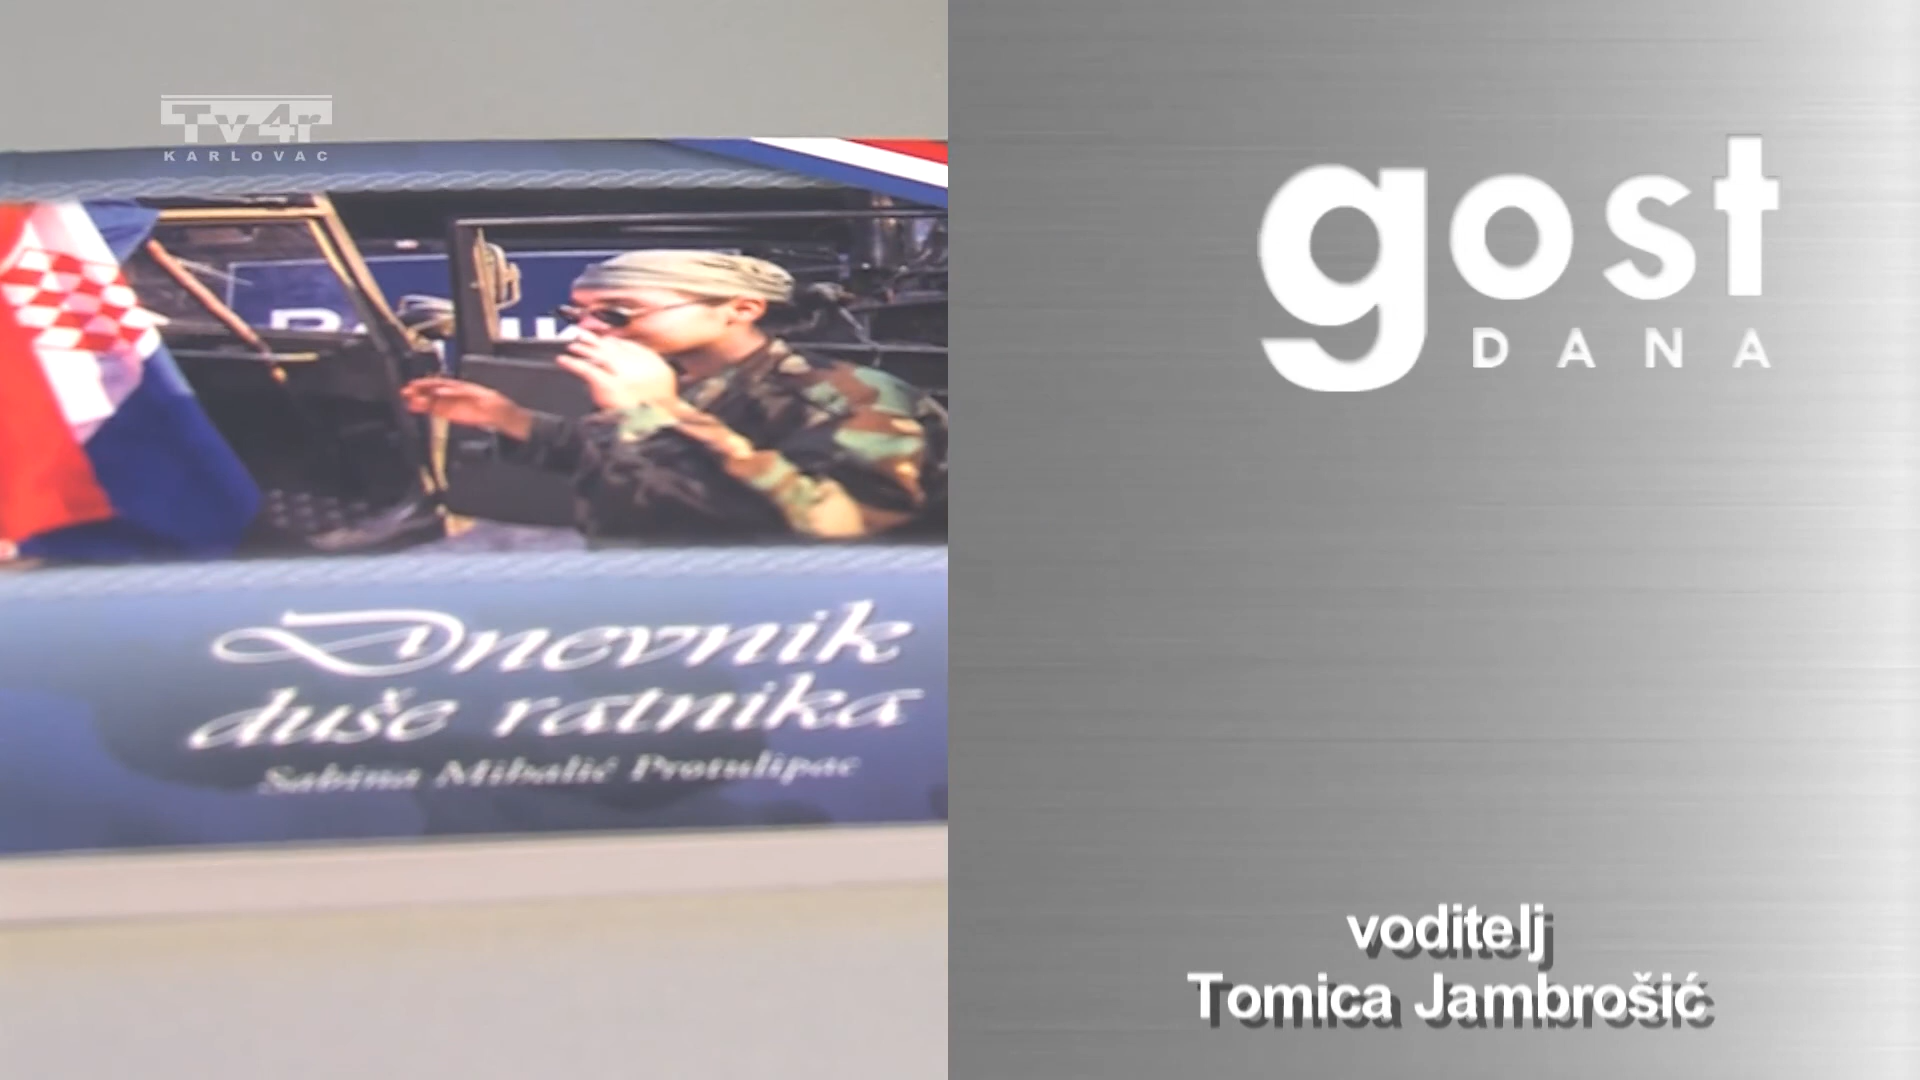 Tv4r
KARLOVAC
Dnevnik
duše ratnika
Sabina Mihalić Protulipac
gost
DANA
voditelj
Tomica Jambrošić